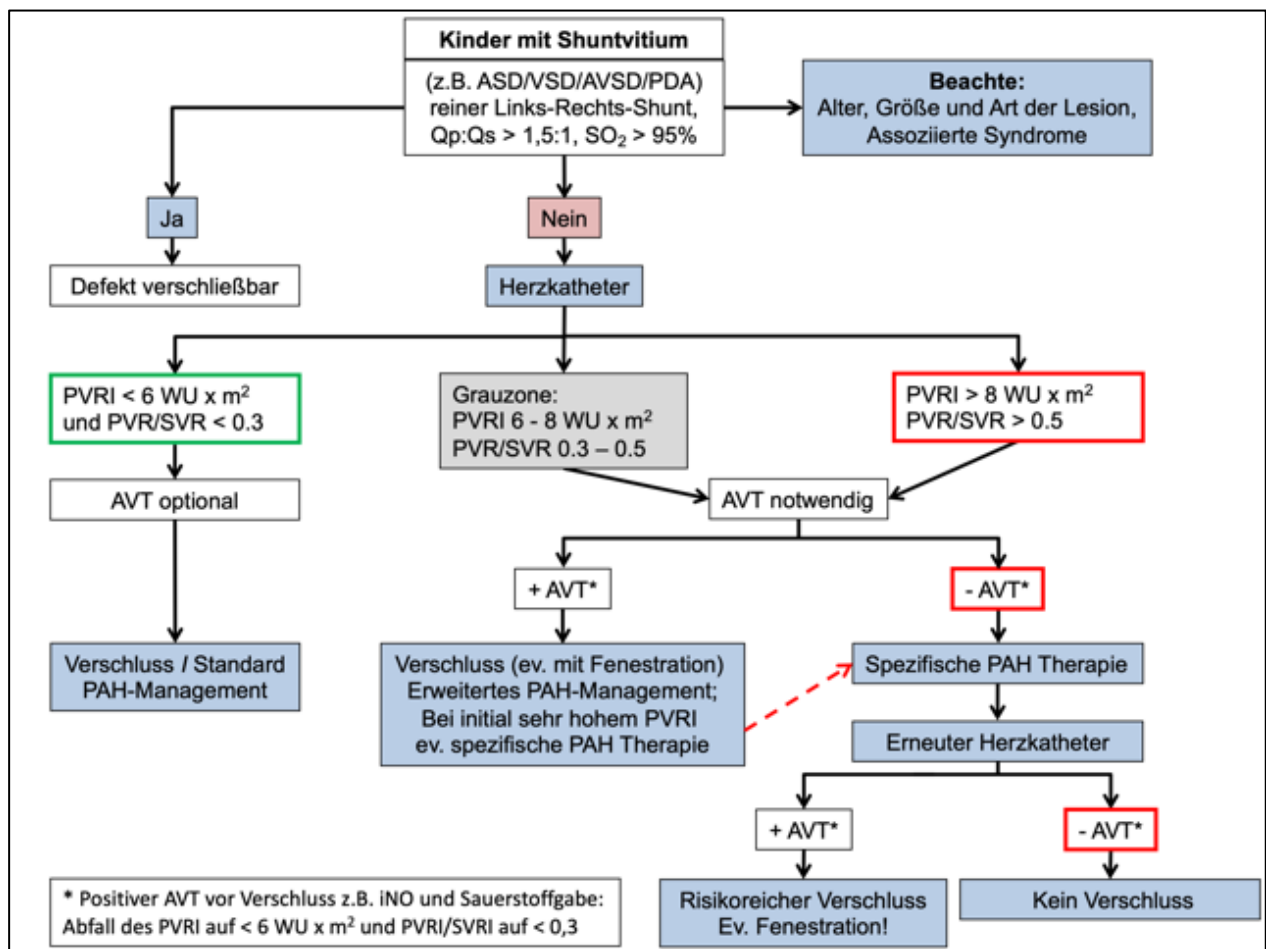 Kinder mit Shuntvitium
(z.B. ASD/VSD/AVSD/PDA)
reiner Links-Rechts-Shunt,
Qp:Qs > 1,5:1, SO₂ > 95%
Beachte:
Alter, Größe und Art der Lesion,
Assoziierte Syndrome
Ja
Nein
Defekt verschließbar
Herzkatheter
PVRI < 6 WU x m²
und PVR/SVR < 0.3
Grauzone:
PVRI 6 - 8 WU x m²
PVR/SVR 0.3 – 0.5
PVRI > 8 WU x m²
PVR/SVR > 0.5
AVT optional
AVT notwendig
+ AVT*
- AVT*
Verschluss / Standard
PAH-Management
Verschluss (ev. mit Fenestration)
Erweitertes PAH-Management;
Bei initial sehr hohem PVRI
ev. spezifische PAH Therapie
Spezifische PAH Therapie
Erneuter Herzkatheter
+ AVT*
- AVT*
Risikoreicher Verschluss
Ev. Fenestration!
Kein Verschluss
* Positiver AVT vor Verschluss z.B. iNO und Sauerstoffgabe:
Abfall des PVRI auf < 6 WU x m² und PVRI/SVRI auf < 0,3